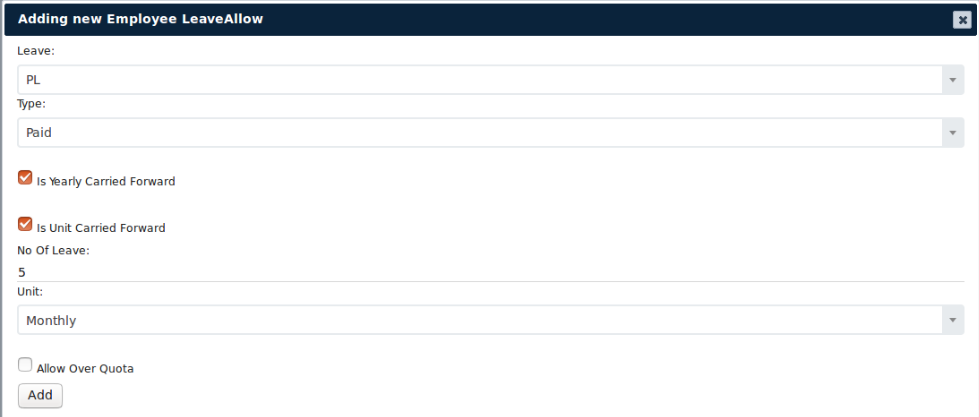 Adding new Employee LeaveAllow
Leave:
PL
Type:
Paid
Is Yearly Carried Forward
Is Unit Carried Forward
No Of Leave:
5
Unit:
Monthly
Allow Over Quota
Add